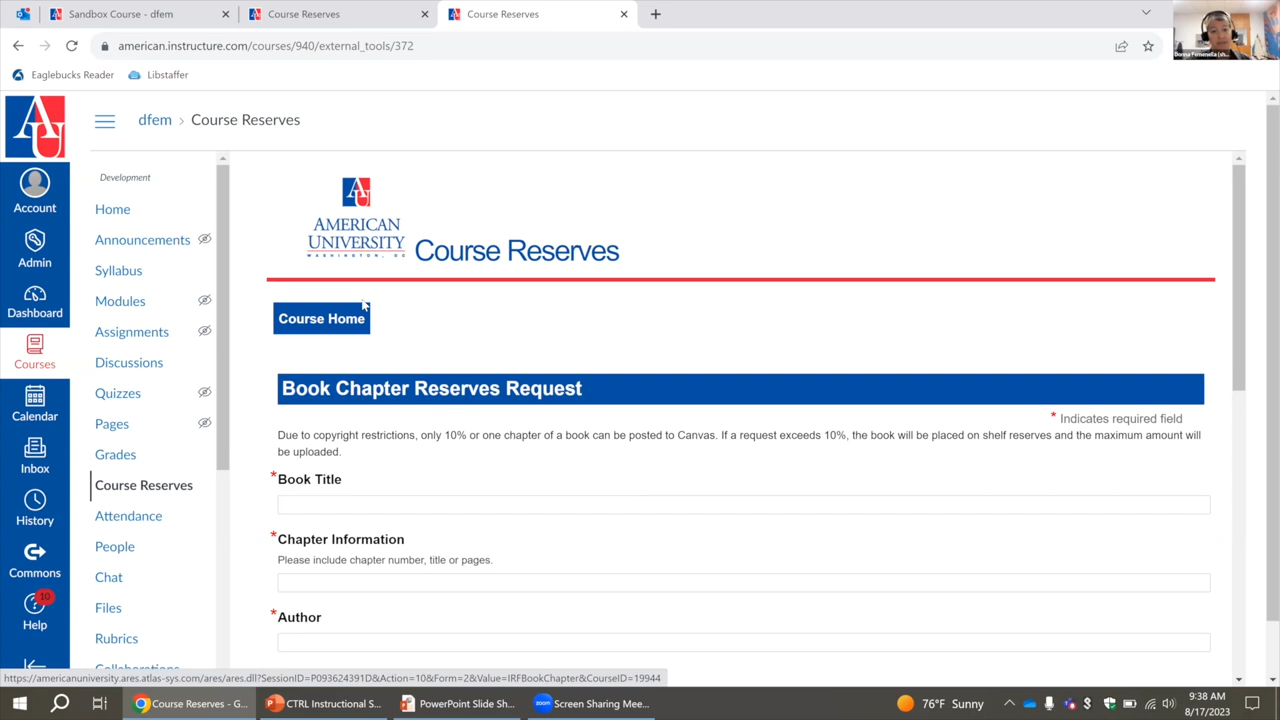 Sandbox Course - dfem
Course Reserves
Course Reserves
american.instructure.com/courses/940/external_tools/372
Eaglebucks Reader
Libstaffer
AU
dfem > Course Reserves
Account
Admin
Dashboard
Courses
Calendar
Inbox
History
Commons
10
Help
Development
Home
Announcements
Syllabus
Modules
Assignments
Discussions
Quizzes
Pages
Grades
Course Reserves
Attendance
People
Chat
Files
Rubrics
Collaborations
AU
AMERICAN
UNIVERSITY
WASHINGTON, DC
Course Reserves
Course Home
Book Chapter Reserves Request
* Indicates required field
Due to copyright restrictions, only 10% or one chapter of a book can be posted to Canvas. If a request exceeds 10%, the book will be placed on shelf reserves and the maximum amount will
be uploaded.
*Book Title
*Chapter Information
Please include chapter number, title or pages.
*Author
https://americanuniversity.ares.atlas-sys.com/ares/ares.dll?SessionID=P093624391D&Action=10&Form=2&Value=IRFBookChapter&CourseID=19944
Course Reserves - G...
CTRL Instructional S...
PowerPoint Slide Sh...
Screen Sharing Mee...
76°F Sunny
9:38 AM
8/17/2023